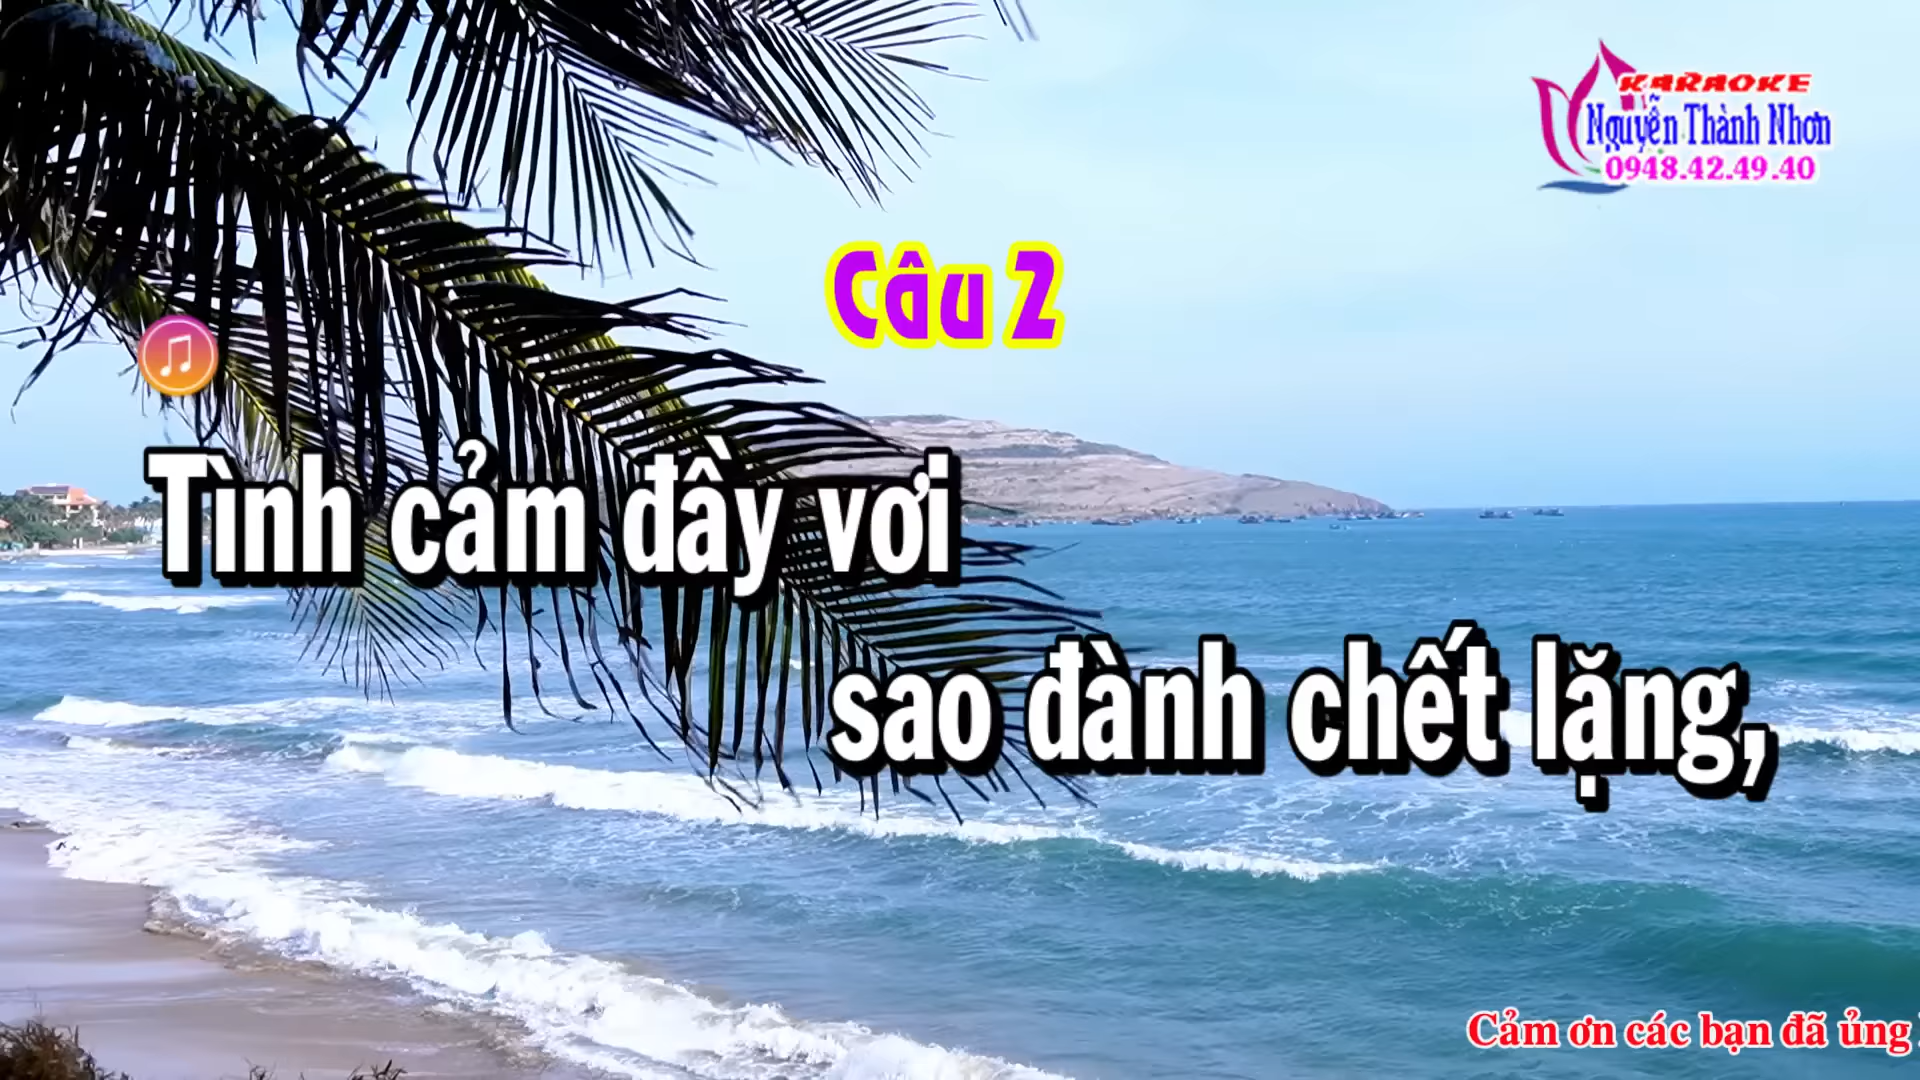 KARAOKE
Nguyễn Thành Nhơn
0948.42.49.40
Câu 2
Tình cảm đầy vơi
sao đành chết lặng,
Cảm ơn các bạn đã ủng